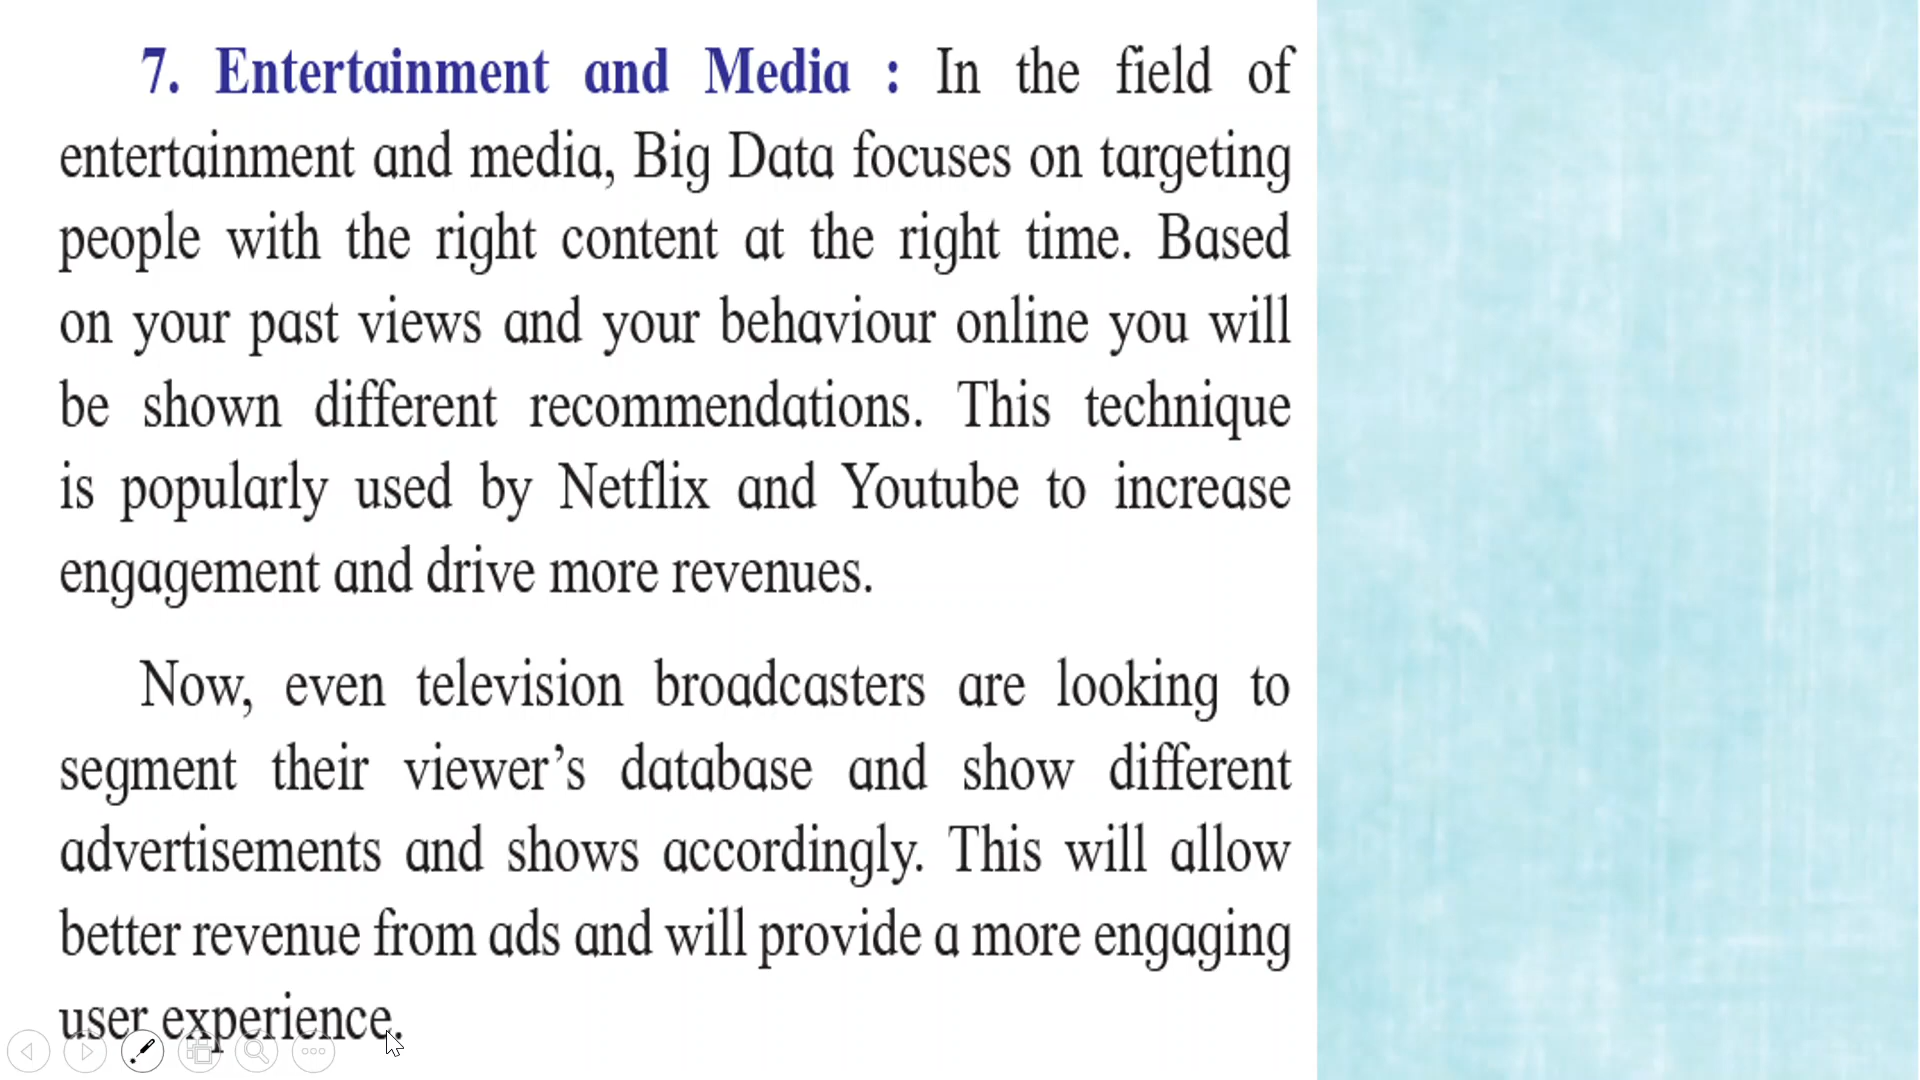 7. Entertainment and Media : In the field of
entertainment and media, Big Data focuses on targeting
people with the right content at the right time. Based
on your past views and your behaviour online you will
be shown different recommendations. This technique
is popularly used by Netflix and Youtube to increase
engagement and drive more revenues.
Now, even television broadcasters are looking to
segment their viewer’s database and show different
advertisements and shows accordingly. This will allow
better revenue from ads and will provide a more engaging
user experience.